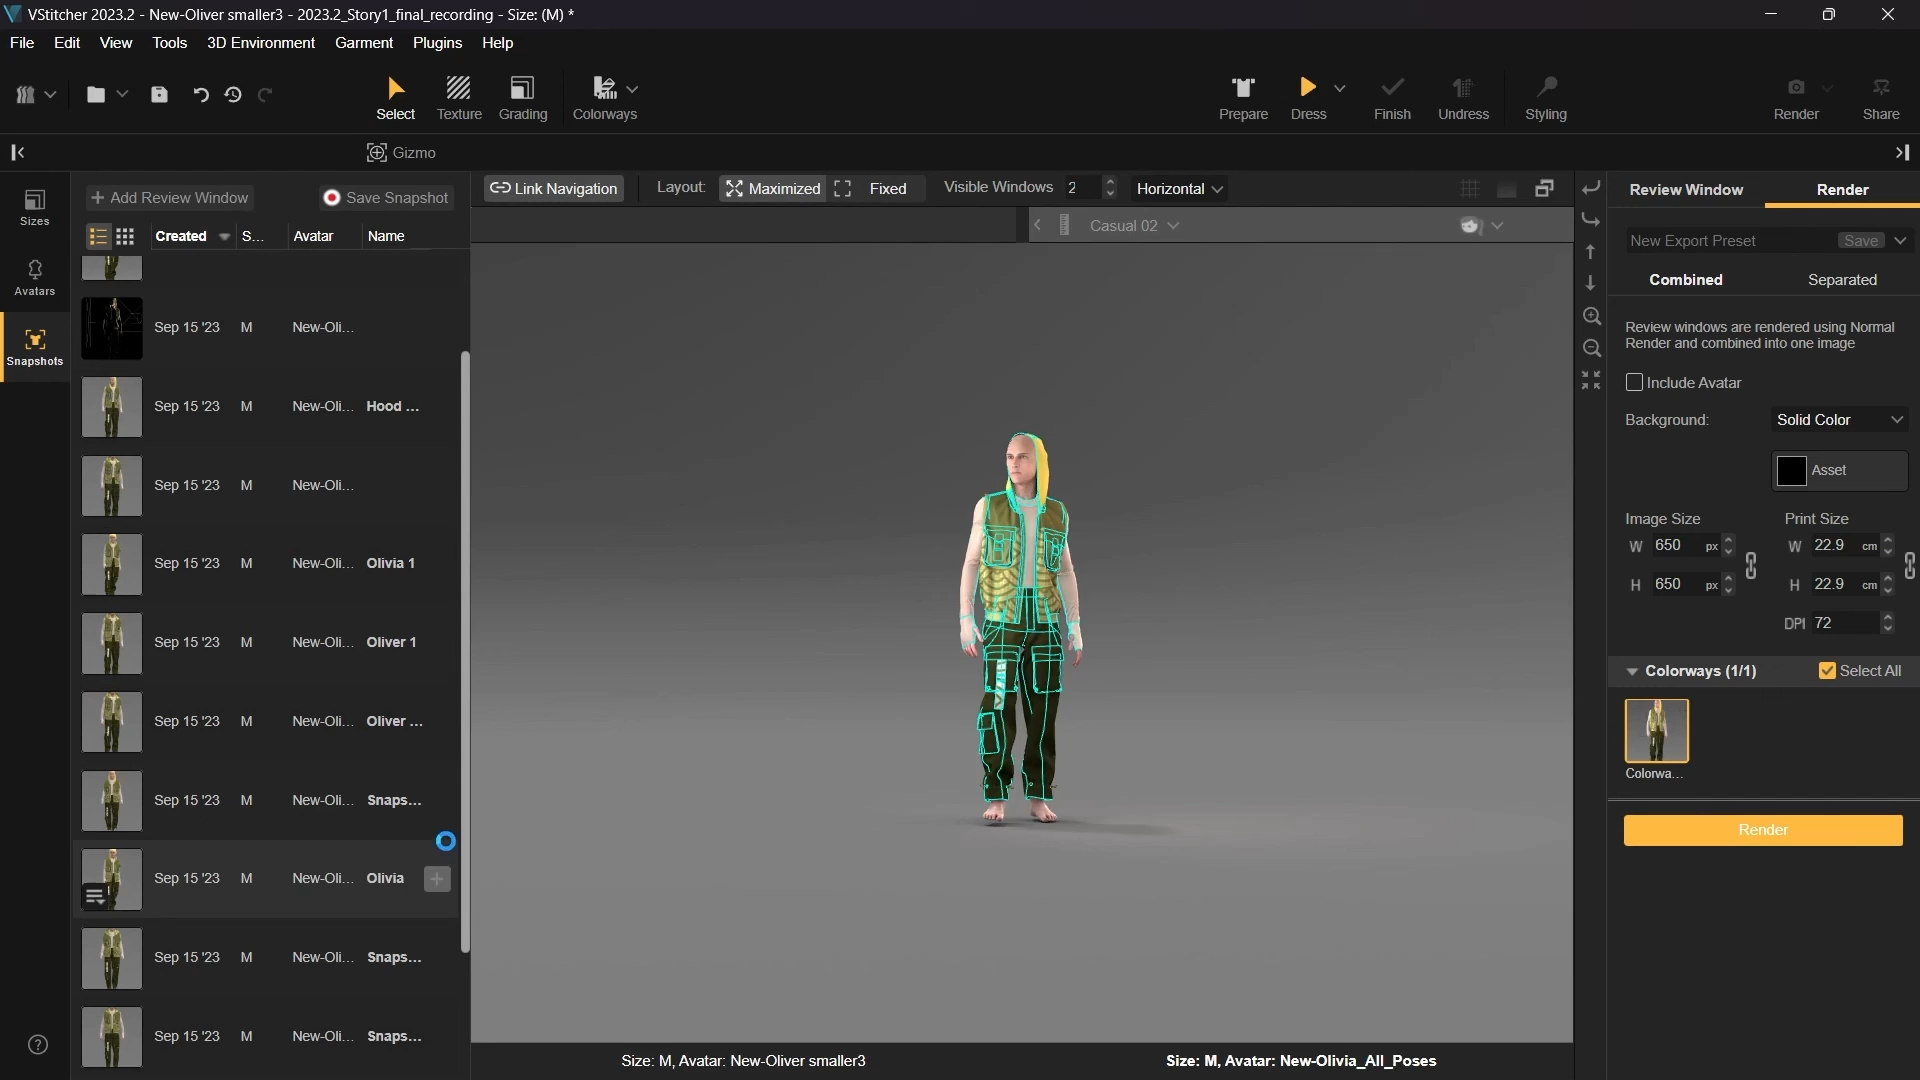 VStitcher 2023.2 - New-Oliver smaller3 - 2023.2_Story1_final_recording - Size: (M) *
File Edit View Tools 3D Environment Garment Plugins Help
Select Texture Grading Colorways Prepare Dress Finish Undress Styling Render Share
Gizmo
Sizes
Avatars
Snapshots
+ Add Review Window Save Snapshot
Created S... Avatar Name
Sep 15 '23 M New-Oli...
Sep 15 '23 M New-Oli... Hood ...
Sep 15 '23 M New-Oli...
Sep 15 '23 M New-Oli... Olivia 1
Sep 15 '23 M New-Oli... Oliver 1
Sep 15 '23 M New-Oli... Oliver ...
Sep 15 '23 M New-Oli... Snaps...
Sep 15 '23 M New-Oli... Olivia
Sep 15 '23 M New-Oli... Snaps...
Sep 15 '23 M New-Oli... Snaps...
Link Navigation Layout: Maximized Fixed Visible Windows 2 Horizontal
Casual 02
Size: M, Avatar: New-Oliver smaller3
Size: M, Avatar: New-Olivia_All_Poses
Review Window Render
New Export Preset Save
Combined Separated
Review windows are rendered using Normal
Render and combined into one image
Include Avatar
Background: Solid Color
Asset
Image Size Print Size
W 650 px W 22.9 cm
H 650 px H 22.9 cm
DPI 72
Colorways (1/1) Select All
Colorwa...
Render